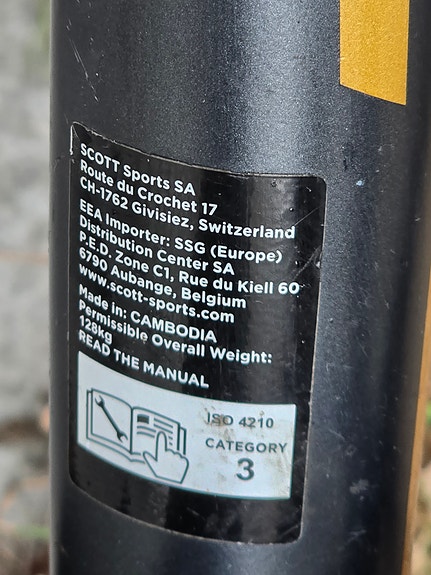 SCOTT Sports SA
Route du Crochet 17
CH-1762 Givisiez, Switzerland
EEA Importer: SSG (Europe)
Distribution Center SA
P.E.D. Zone C1, Rue du Kiell 60
6790 Aubange, Belgium
www.scott-sports.com
Made in: CAMBODIA
Permissible Overall Weight:
128kg
READ THE MANUAL
ISO 4210
CATEGORY
3